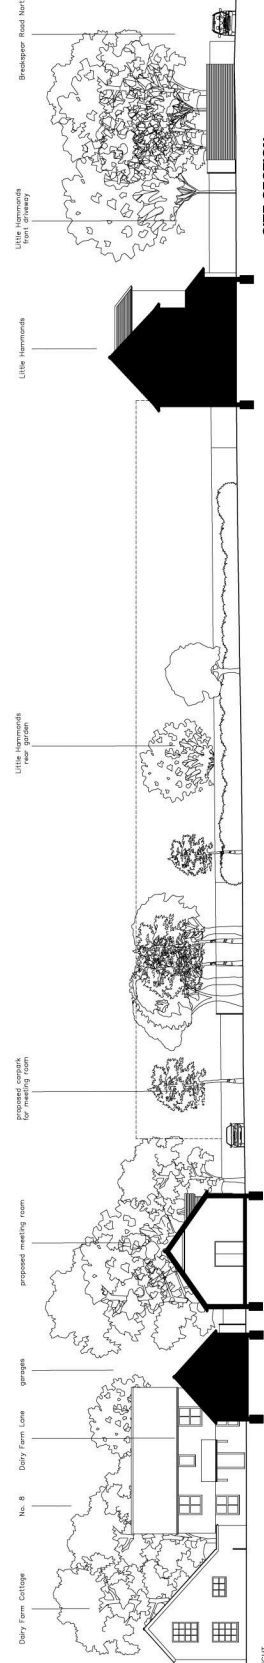 Dairy Farm Cottage
No. 8
Dairy Farm Lane
garages
proposed meeting room
proposed carpark
for meeting room
Little Hammonds
rear garden
Little Hammonds
Little Hammonds
front driveway
Breakspear Road Nort